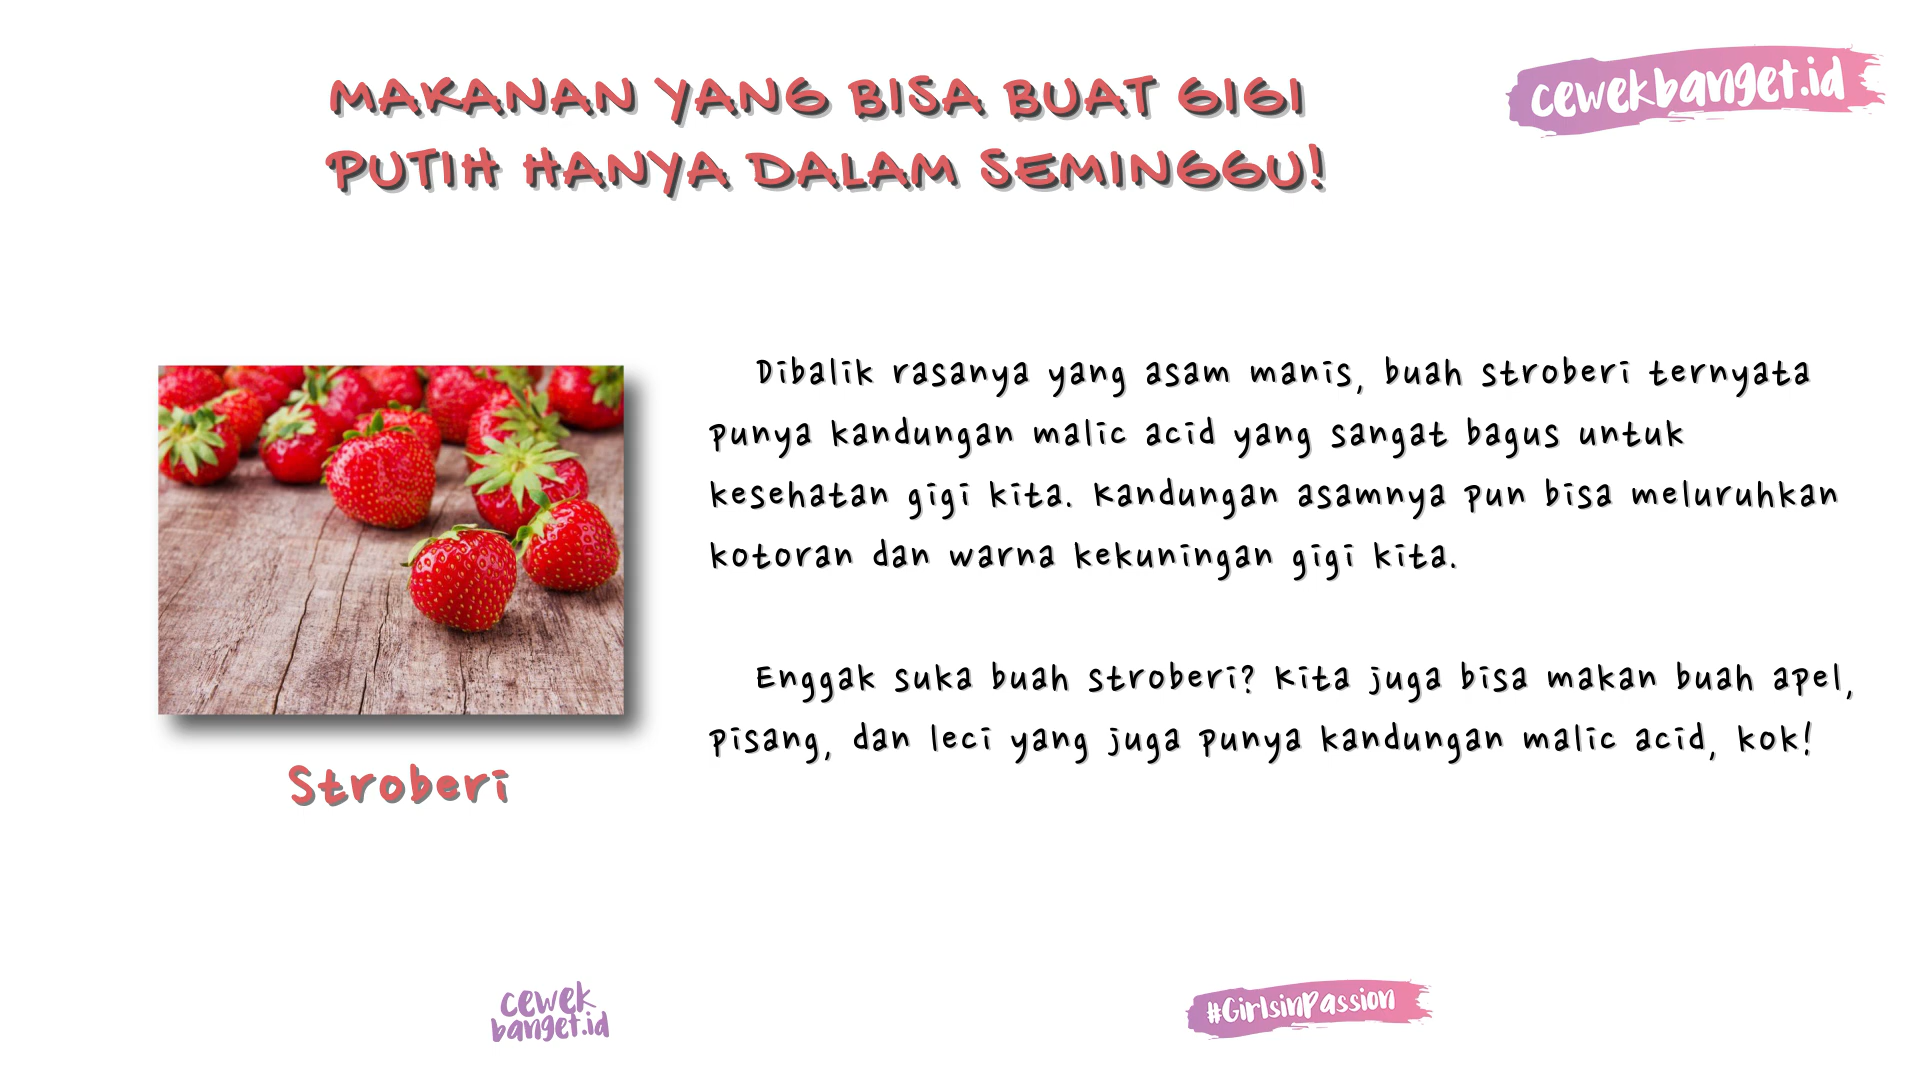 MAKANAN YANG BISA BUAT GIGI
PUTIH HANYA DALAM SEMINGGU!
cewekbanget.id
Dibalik rasanya yang asam manis, buah stroberi ternyata
punya kandungan malic acid yang sangat bagus untuk
kesehatan gigi kita. Kandungan asamnya pun bisa meluruhkan
kotoran dan warna kekuningan gigi kita.
Enggak suka buah stroberi? Kita juga bisa makan buah apel,
pisang, dan leci yang juga punya kandungan malic acid, kok!
Stroberi
cewek
banget.id
#GirlsinPassion